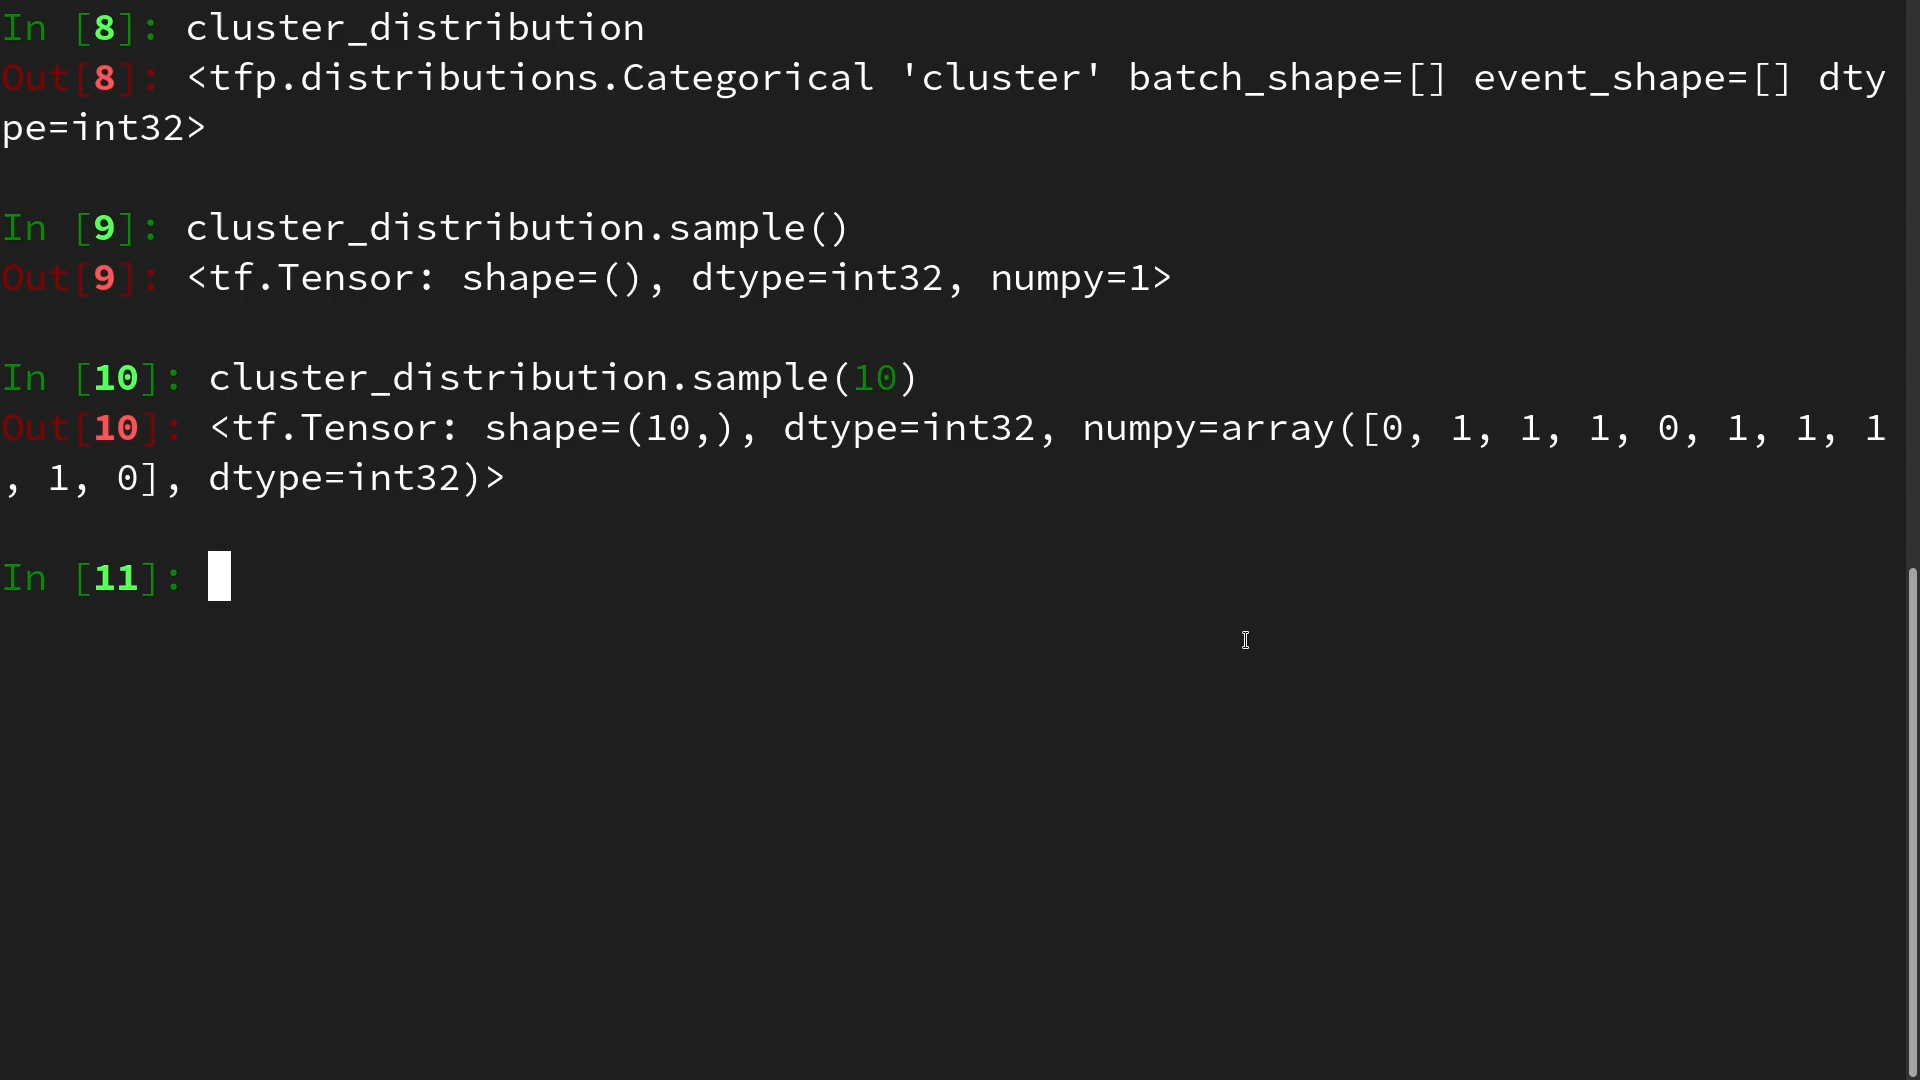 In [8]: cluster_distribution
Out[8]: <tfp.distributions.Categorical 'cluster' batch_shape=[] event_shape=[] dty
pe=int32>
In [9]: cluster_distribution.sample()
Out[9]: <tf.Tensor: shape=(), dtype=int32, numpy=1>
In [10]: cluster_distribution.sample(10)
Out[10]: <tf.Tensor: shape=(10,), dtype=int32, numpy=array([0, 1, 1, 1, 0, 1, 1, 1
, 1, 0], dtype=int32)>
In [11]: